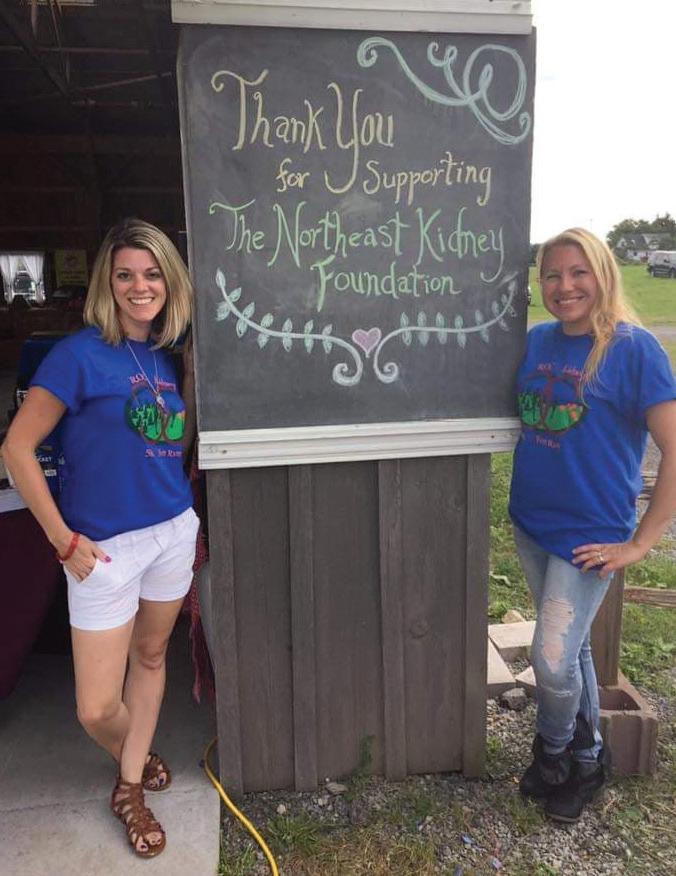 Thank You
for Supporting
The Northeast Kidney
Foundation